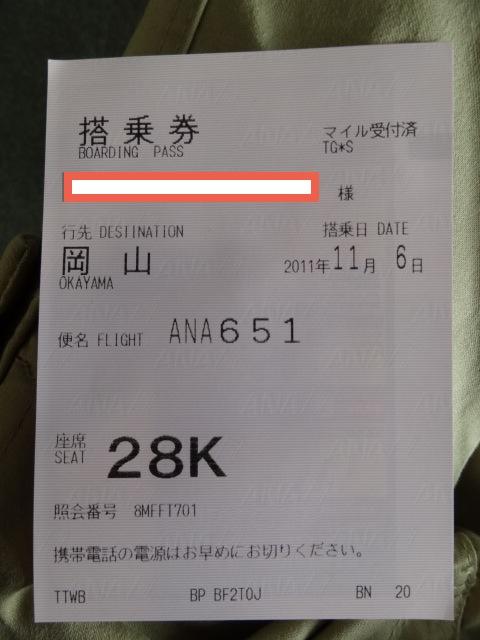 搭乗券
BOARDING PASS
マイル受付済
TG*S
様
行先 DESTINATION
搭乗日 DATE
岡山
OKAYAMA
2011年11月 6日
便名 FLIGHT ANA651
座席
SEAT
28K
照会番号 8MFFT701
携帯電話の電源はお早めにお切りください。
TTWB BP BF2T0J BN 20